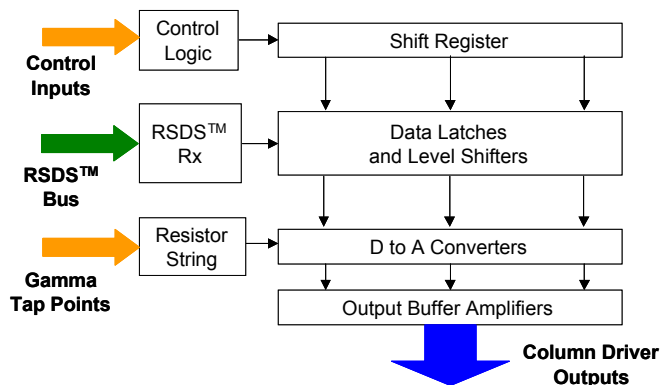 Control
Logic
Shift Register
Control
Inputs
RSDS™
Rx
Data Latches
and Level Shifters
RSDS™
Bus
Resistor
String
D to A Converters
Gamma
Tap Points
Output Buffer Amplifiers
Column Driver
Outputs